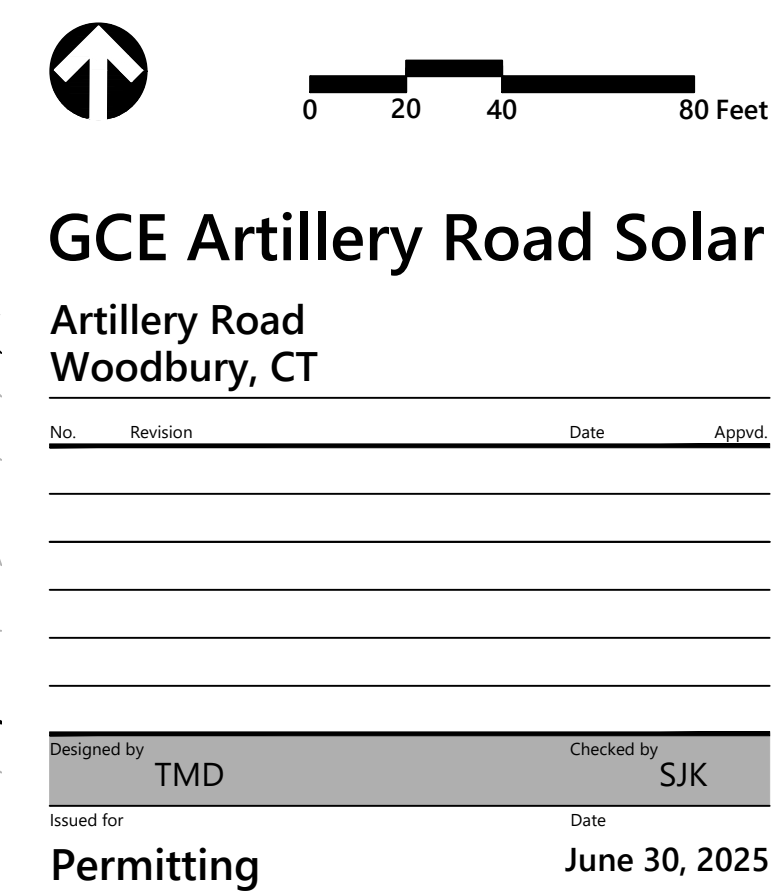 0 20 40 80 Feet
GCE Artillery Road Solar
Artillery Road
Woodbury, CT
No. Revision Date Appvd.
Designed by Checked by
TMD SJK
Issued for Date
Permitting June 30, 2025